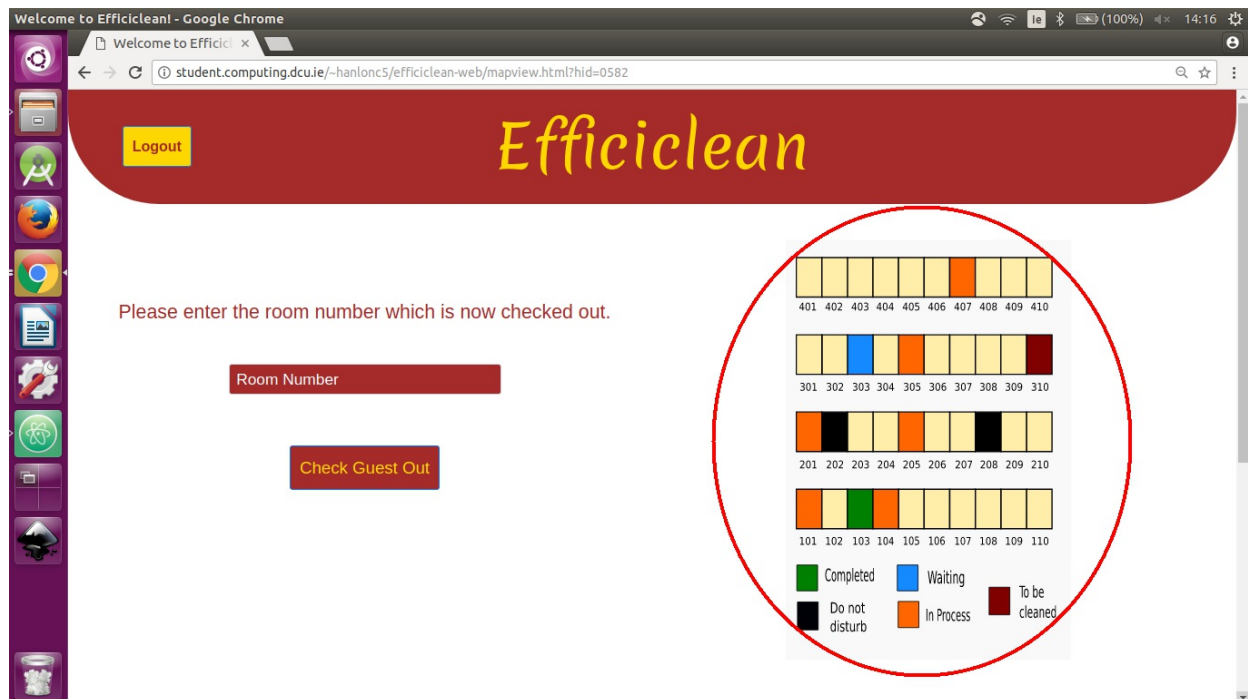 Welcome to Efficiclean! - Google Chrome
Ie
(100%)
14:16
Welcome to Effici
student.computing.dcu.ie/~hanlonc5/efficiclean-web/mapview.html?hid=0582
Logout
Efficiclean
Please enter the room number which is now checked out.
Room Number
Check Guest Out
401 402 403 404 405 406 407 408 409 410
301 302 303 304 305 306 307 308 309 310
201 202 203 204 205 206 207 208 209 210
101 102 103 104 105 106 107 108 109 110
Completed
Waiting
To be
cleaned
Do not
disturb
In Process